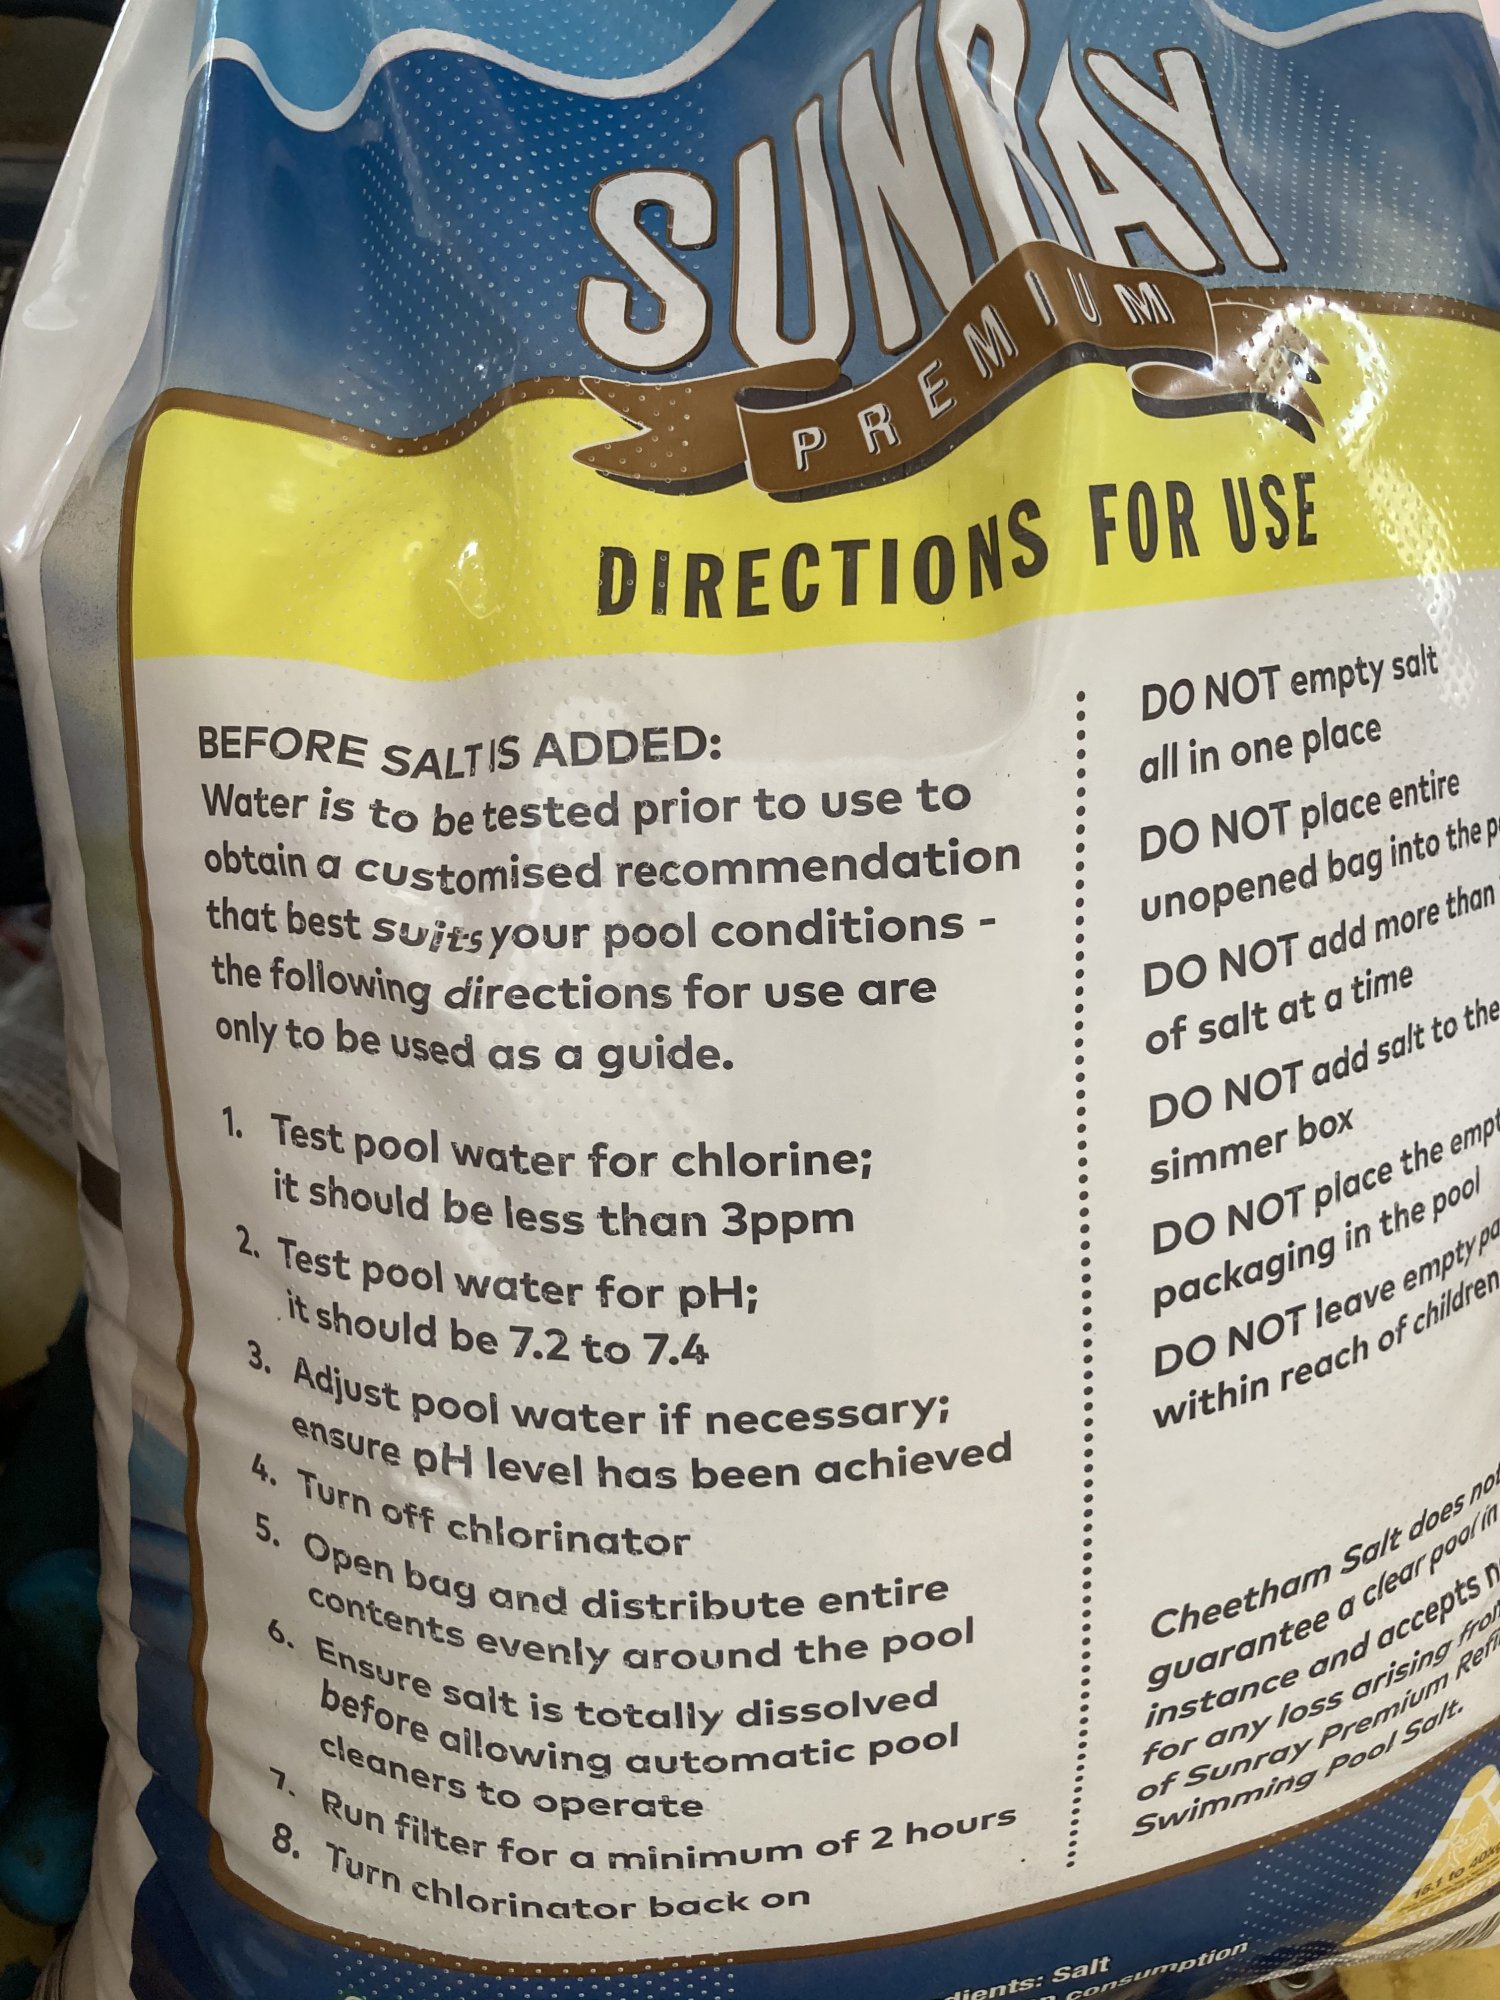 SUNRAY
PREMIUM
DIRECTIONS FOR USE
BEFORE SALT IS ADDED:
Water is to be tested prior to use to
obtain a customised recommendation
that best suits your pool conditions -
the following directions for use are
only to be used as a guide.
1. Test pool water for chlorine;
it should be less than 3ppm
2. Test pool water for pH;
it should be 7.2 to 7.4
3. Adjust pool water if necessary;
ensure pH level has been achieved
4. Turn off chlorinator
5. Open bag and distribute entire
contents evenly around the pool
6. Ensure salt is totally dissolved
before allowing automatic pool
cleaners to operate
7. Run filter for a minimum of 2 hours
8. Turn chlorinator back on
DO NOT empty salt
all in one place
DO NOT place entire
unopened bag into the
DO NOT add more than
of salt at a time
DO NOT add salt to the
simmer box
DO NOT place the
packaging in the pool
DO NOT leave empty
within reach of children
Cheetham Salt does not
guarantee a clear pool in
instance and accepts
for any loss arising
of Sunray Premium
Swimming Pool Salt.
Salt
consumption